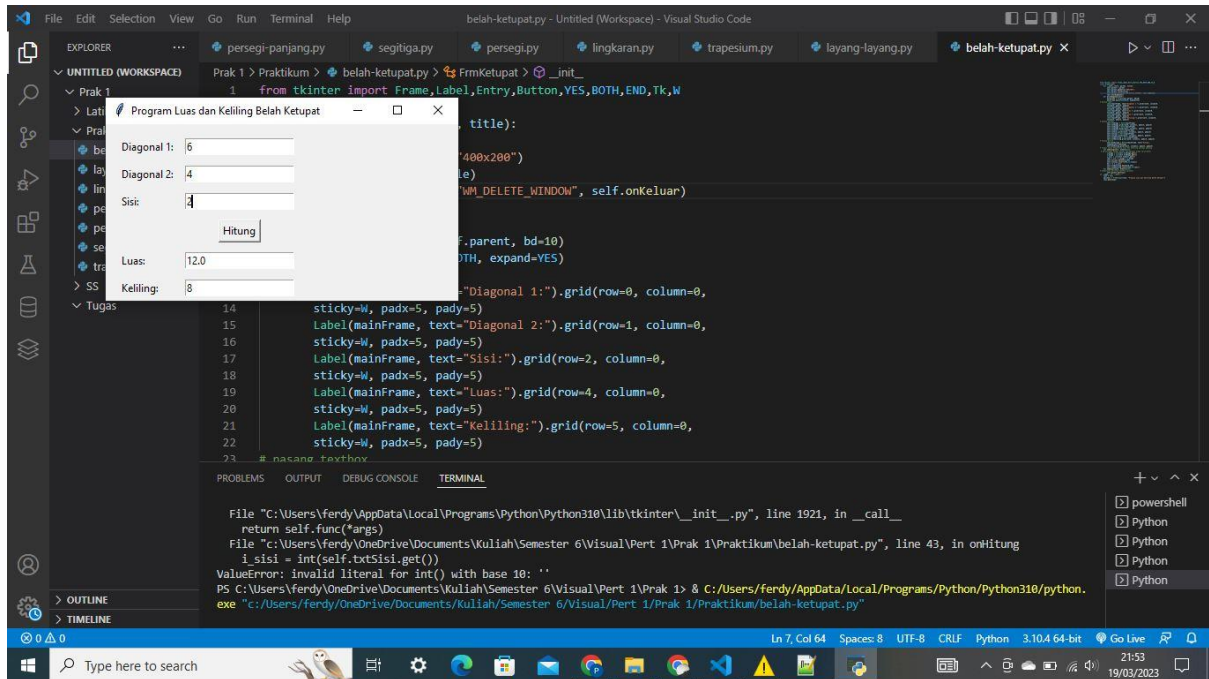 File Edit Selection View Go Run Terminal Help belah-ketupat.py - Untitled (Workspace) - Visual Studio Code
EXPLORER ... persegi-panjang.py segitiga.py persegi.py lingkaran.py trapesium.py layang-layang.py belah-ketupat.py
UNTITLED (WORKSPACE) Prak 1 > Praktikum > belah-ketupat.py > FrmKetupat > __init__
Prak 1 1 from tkinter import Frame,Label,Entry,Button,YES,BOTH,END,Tk,W
> Lati Program Luas dan Keliling Belah Ketupat
Prak , title):
be Diagonal 1: 6
lay Diagonal 2: 4 "400x200")
le)
lin Sisi: 2 "WM_DELETE_WINDOW", self.onKeluar)
pe
pe Hitung
se f.parent, bd=10)
tra Luas: 12.0 OTH, expand=YES)
> SS Keliling: 8 ="Diagonal 1:").grid(row=0, column=0,
Tugas 14 sticky=W, padx=5, pady=5)
15 Label(mainFrame, text="Diagonal 2:").grid(row=1, column=0,
16 sticky=W, padx=5, pady=5)
17 Label(mainFrame, text="Sisi:").grid(row=2, column=0,
18 sticky=W, padx=5, pady=5)
19 Label(mainFrame, text="Luas:").grid(row=4, column=0,
20 sticky=W, padx=5, pady=5)
21 Label(mainFrame, text="Keliling:").grid(row=5, column=0,
22 sticky=W, padx=5, pady=5)
23 # pasang textbox
PROBLEMS OUTPUT DEBUG CONSOLE TERMINAL
powershell
Python
Python
Python
Python
File "C:\Users\ferdy\AppData\Local\Programs\Python\Python310\lib\tkinter\__init__.py", line 1921, in __call__
return self.func(*args)
File "c:\Users\ferdy\OneDrive\Documents\Kuliah\Semester 6\Visual\Pert 1\Prak 1\Praktikum\belah-ketupat.py", line 43, in onHitung
i_sisi = int(self.txtSisi.get())
ValueError: invalid literal for int() with base 10: ''
PS C:\Users\ferdy\OneDrive\Documents\Kuliah\Semester 6\Visual\Pert 1\Prak 1> & C:/Users/ferdy/AppData/Local/Programs/Python/Python310/python.
exe "c:/Users/ferdy/OneDrive/Documents/Kuliah/Semester 6/Visual/Pert 1/Prak 1/Praktikum/belah-ketupat.py"
> OUTLINE
> TIMELINE
0 0 Ln 7, Col 64 Spaces: 8 UTF-8 CRLF Python 3.10.4 64-bit Go Live
Type here to search
21:53
19/03/2023